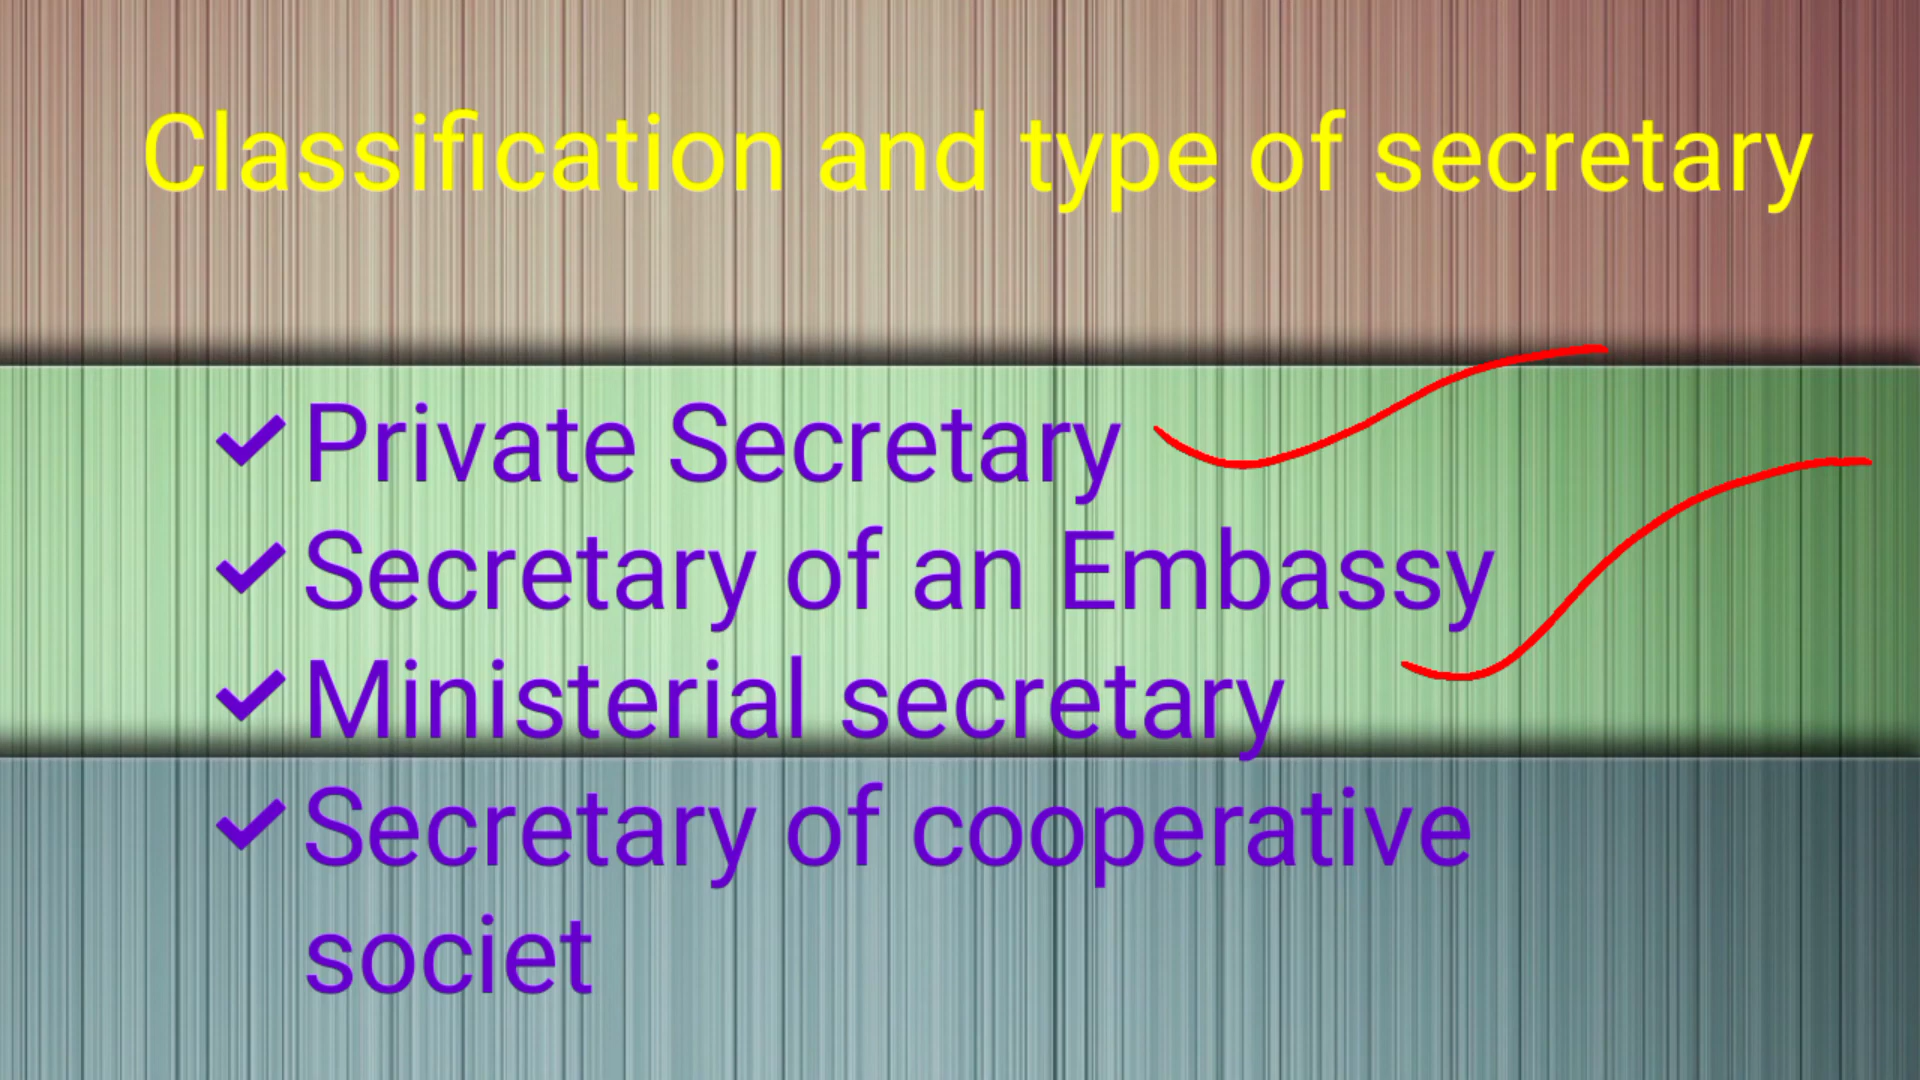 Classification and type of secretary
✔Private Secretary
✔Secretary of an Embassy
✔Ministerial secretary
✔Secretary of cooperative
societ